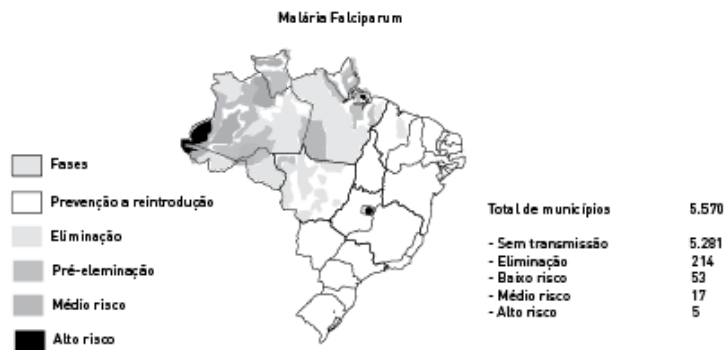 Malária Falciparum
Fases
Prevenção a reintrodução
Eliminação
Pré-eleminação
Médio risco
Alto risco
Total de municípios 5.570
- Sem transmissão 5.281
- Eliminação 214
- Baixo risco 53
- Médio risco 17
- Alto risco 5